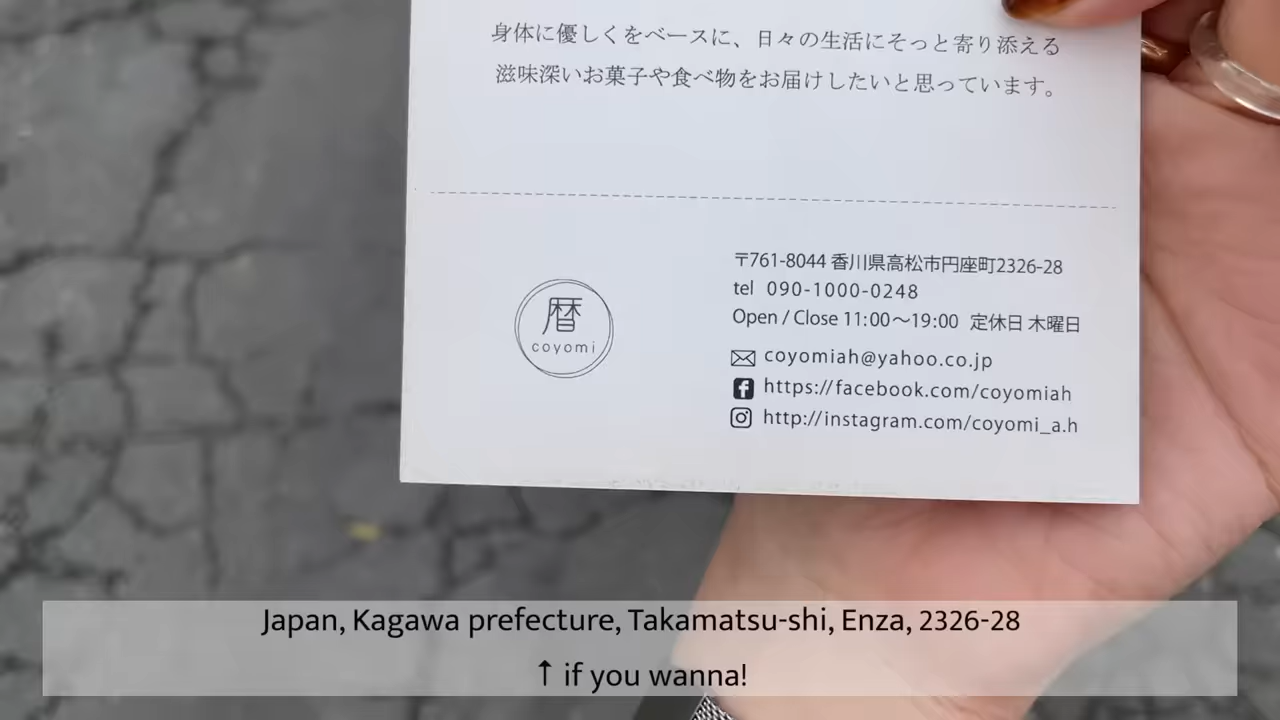 身体に優しくをベースに、日々の生活にそっと寄り添える
滋味深いお菓子や食べ物をお届けしたいと思っています。
暦
coyomi
〒761-8044 香川県高松市円座町2326-28
tel 090-1000-0248
Open / Close 11:00〜19:00 定休日 木曜日
coyomiah@yahoo.co.jp
https://facebook.com/coyomiah
http://instagram.com/coyomi_a.h
Japan, Kagawa prefecture, Takamatsu-shi, Enza, 2326-28
↑ if you wanna!